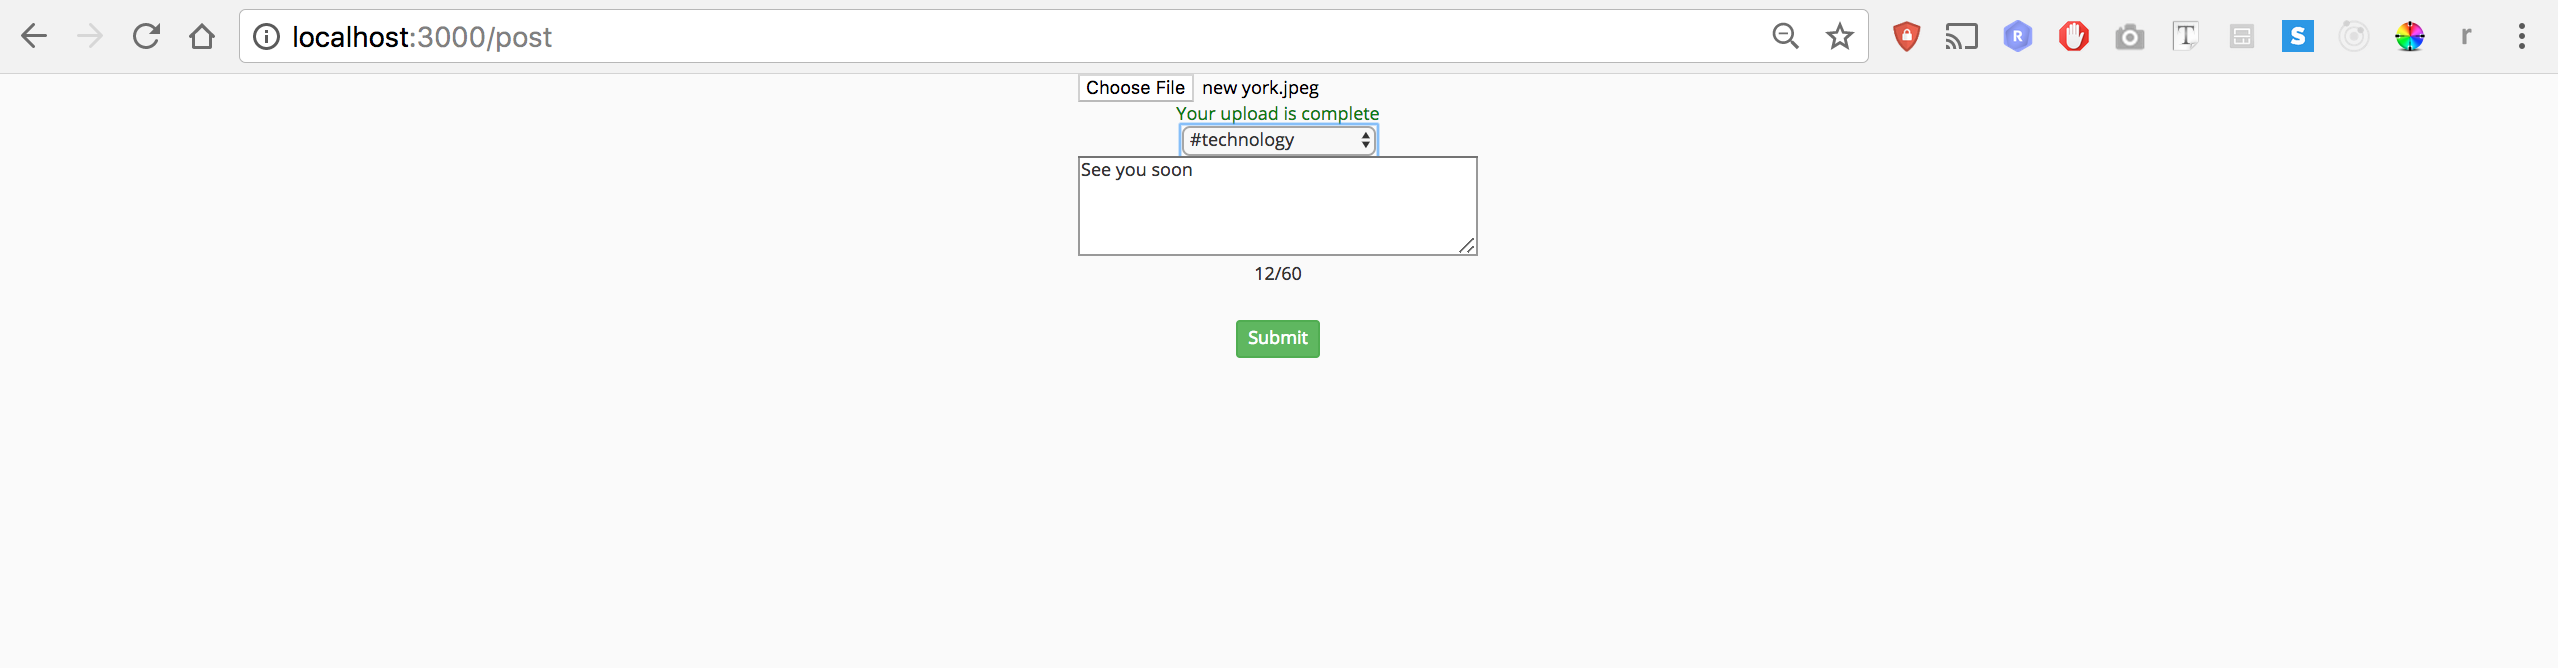 localhost:3000/post
R
T
S
r
Choose File new york.jpeg
Your upload is complete
#technology
See you soon
12/60
Submit